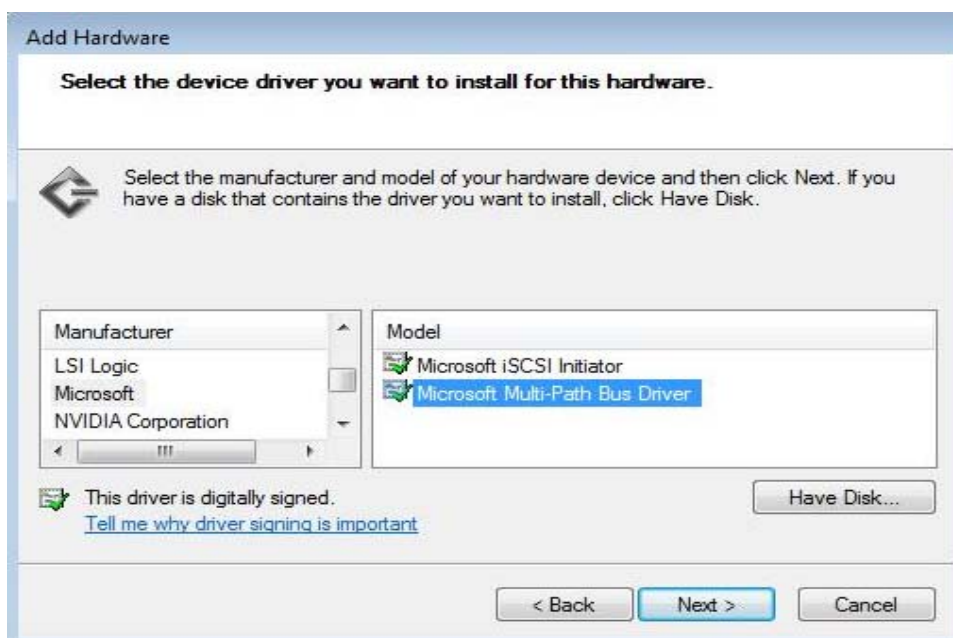 Add Hardware
Select the device driver you want to install for this hardware.
Select the manufacturer and model of your hardware device and then click Next. If you
have a disk that contains the driver you want to install, click Have Disk.
Manufacturer
LSI Logic
Microsoft
NVIDIA Corporation
Model
Microsoft iSCSI Initiator
Microsoft Multi-Path Bus Driver
This driver is digitally signed.
Tell me why driver signing is important
Have Disk...
< Back
Next >
Cancel